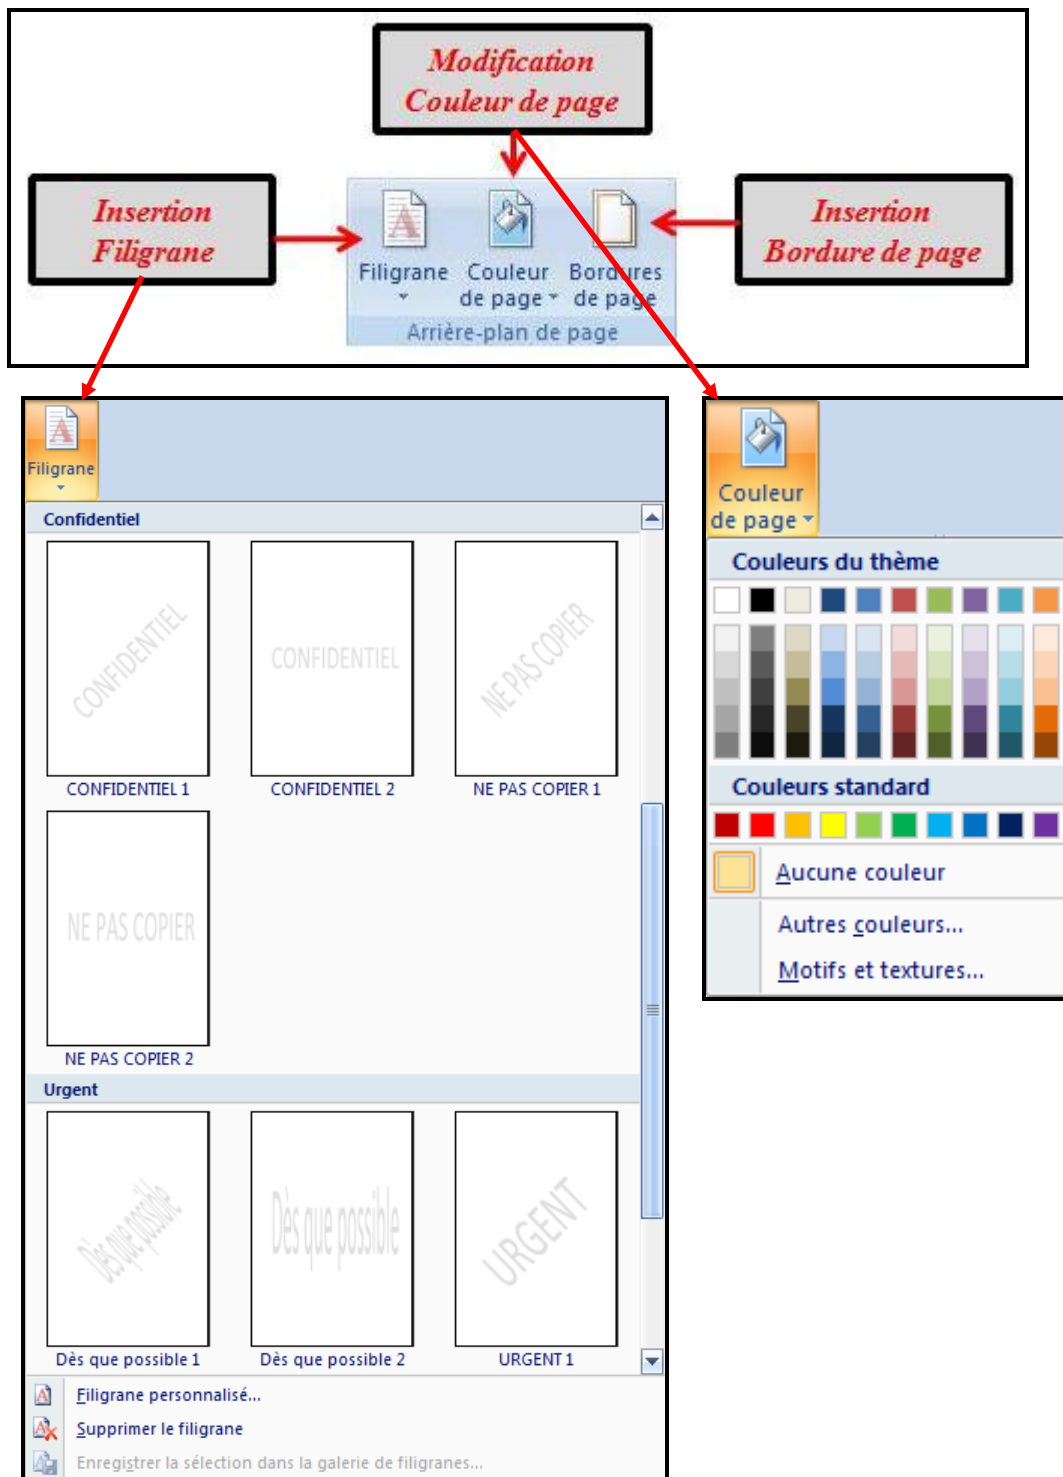 Modification
Couleur de page
Insertion
Filigrane
Insertion
Bordure de page
Filigrane
Couleur
de page
Bordures
de page
Arrière-plan de page
Filigrane
Confidentiel
CONFIDENTIEL
CONFIDENTIEL
NE PAS COPIER
CONFIDENTIEL 1
CONFIDENTIEL 2
NE PAS COPIER 1
NE PAS COPIER
NE PAS COPIER 2
Urgent
Dès que possible
Dès que possible
URGENT
Dès que possible 1
Dès que possible 2
URGENT 1
Filigrane personnalisé...
Supprimer le filigrane
Enregistrer la sélection dans la galerie de filigranes...
Couleur
de page
Couleurs du thème
Couleurs standard
Aucune couleur
Autres couleurs...
Motifs et textures...